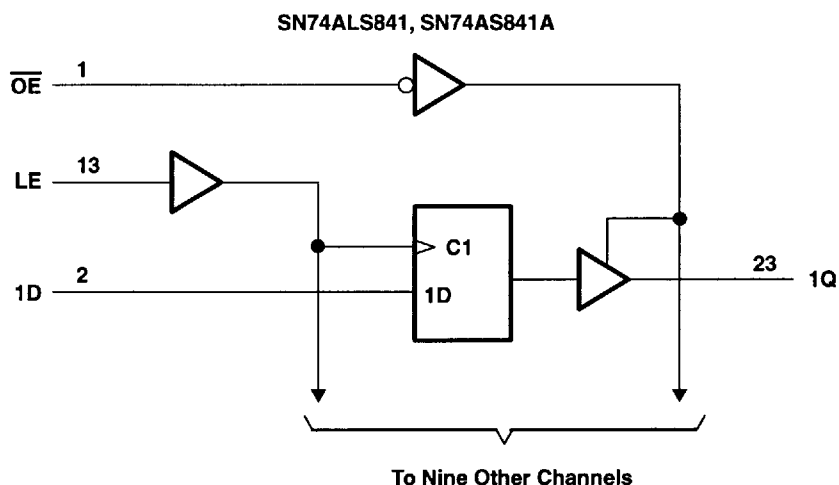 SN74ALS841, SN74AS841A
OE 1
LE 13
C1
1D 2
1D
23 1Q
To Nine Other Channels